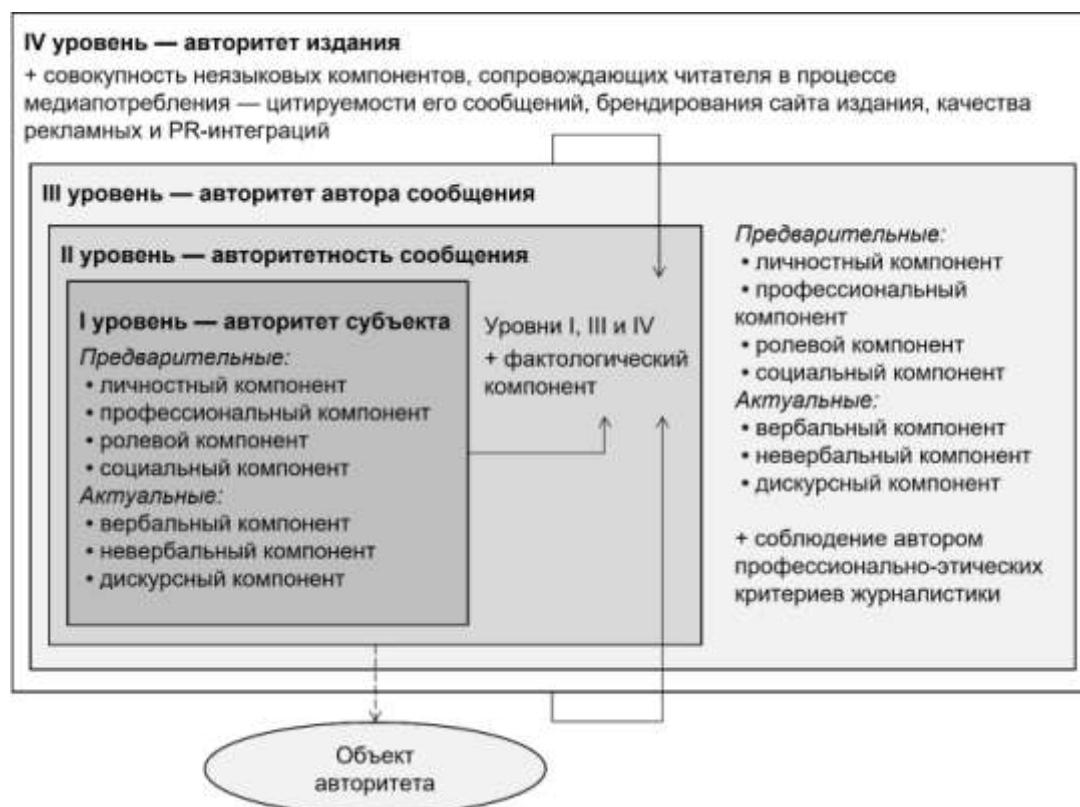 IV уровень — авторитет издания
+ совокупность неязыковых компонентов, сопровождающих читателя в процессе
медиапотребления — цитируемости его сообщений, брендирования сайта издания, качества
рекламных и PR-интеграций
III уровень — авторитет автора сообщения
II уровень — авторитетность сообщения
I уровень — авторитет субъекта
Предварительные:
• личностный компонент
• профессиональный компонент
• ролевой компонент
• социальный компонент
Актуальные:
• вербальный компонент
• невербальный компонент
• дискурсный компонент
Уровни I, III и IV
+ фактологический
компонент
Предварительные:
• личностный компонент
• профессиональный
компонент
• ролевой компонент
• социальный компонент
Актуальные:
• вербальный компонент
• невербальный компонент
• дискурсный компонент
+ соблюдение автором
профессионально-этических
критериев журналистики
Объект
авторитета